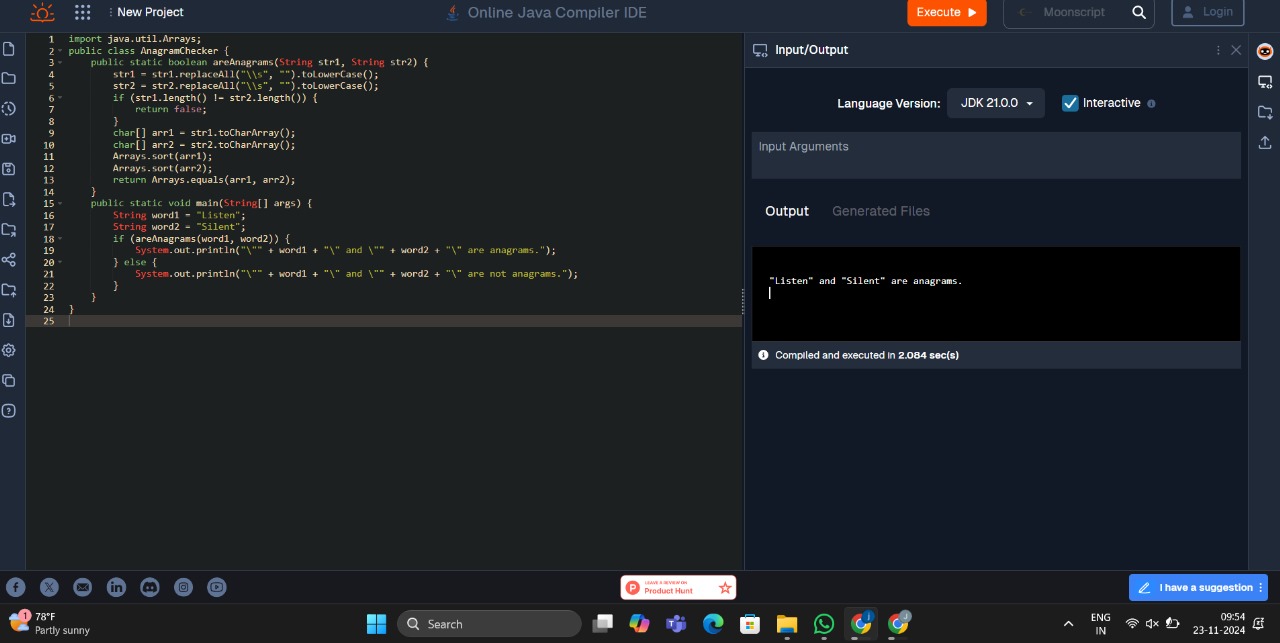 New Project
Online Java Compiler IDE
Execute
Moonscript
Login
1 import java.util.Arrays;
2 public class AnagramChecker {
3 public static boolean areAnagrams(String str1, String str2) {
4 str1 = str1.replaceAll("\\s", "").toLowerCase();
5 str2 = str2.replaceAll("\\s", "").toLowerCase();
6 if (str1.length() != str2.length()) {
7 return false;
8 }
9 char[] arr1 = str1.toCharArray();
10 char[] arr2 = str2.toCharArray();
11 Arrays.sort(arr1);
12 Arrays.sort(arr2);
13 return Arrays.equals(arr1, arr2);
14 }
15 public static void main(String[] args) {
16 String word1 = "Listen";
17 String word2 = "Silent";
18 if (areAnagrams(word1, word2)) {
19 System.out.println("\"" + word1 + "\" and \"" + word2 + "\" are anagrams.");
20 } else {
21 System.out.println("\"" + word1 + "\" and \"" + word2 + "\" are not anagrams.");
22 }
23 }
24 }
25
Input/Output
Language Version: JDK 21.0.0 Interactive
Input Arguments
Output Generated Files
"Listen" and "Silent" are anagrams.
Compiled and executed in 2.084 sec(s)
LEAVE A REVIEW ON
Product Hunt
I have a suggestion
1
78°F
Partly sunny
Search
ENG
IN
09:54
23-11-2024